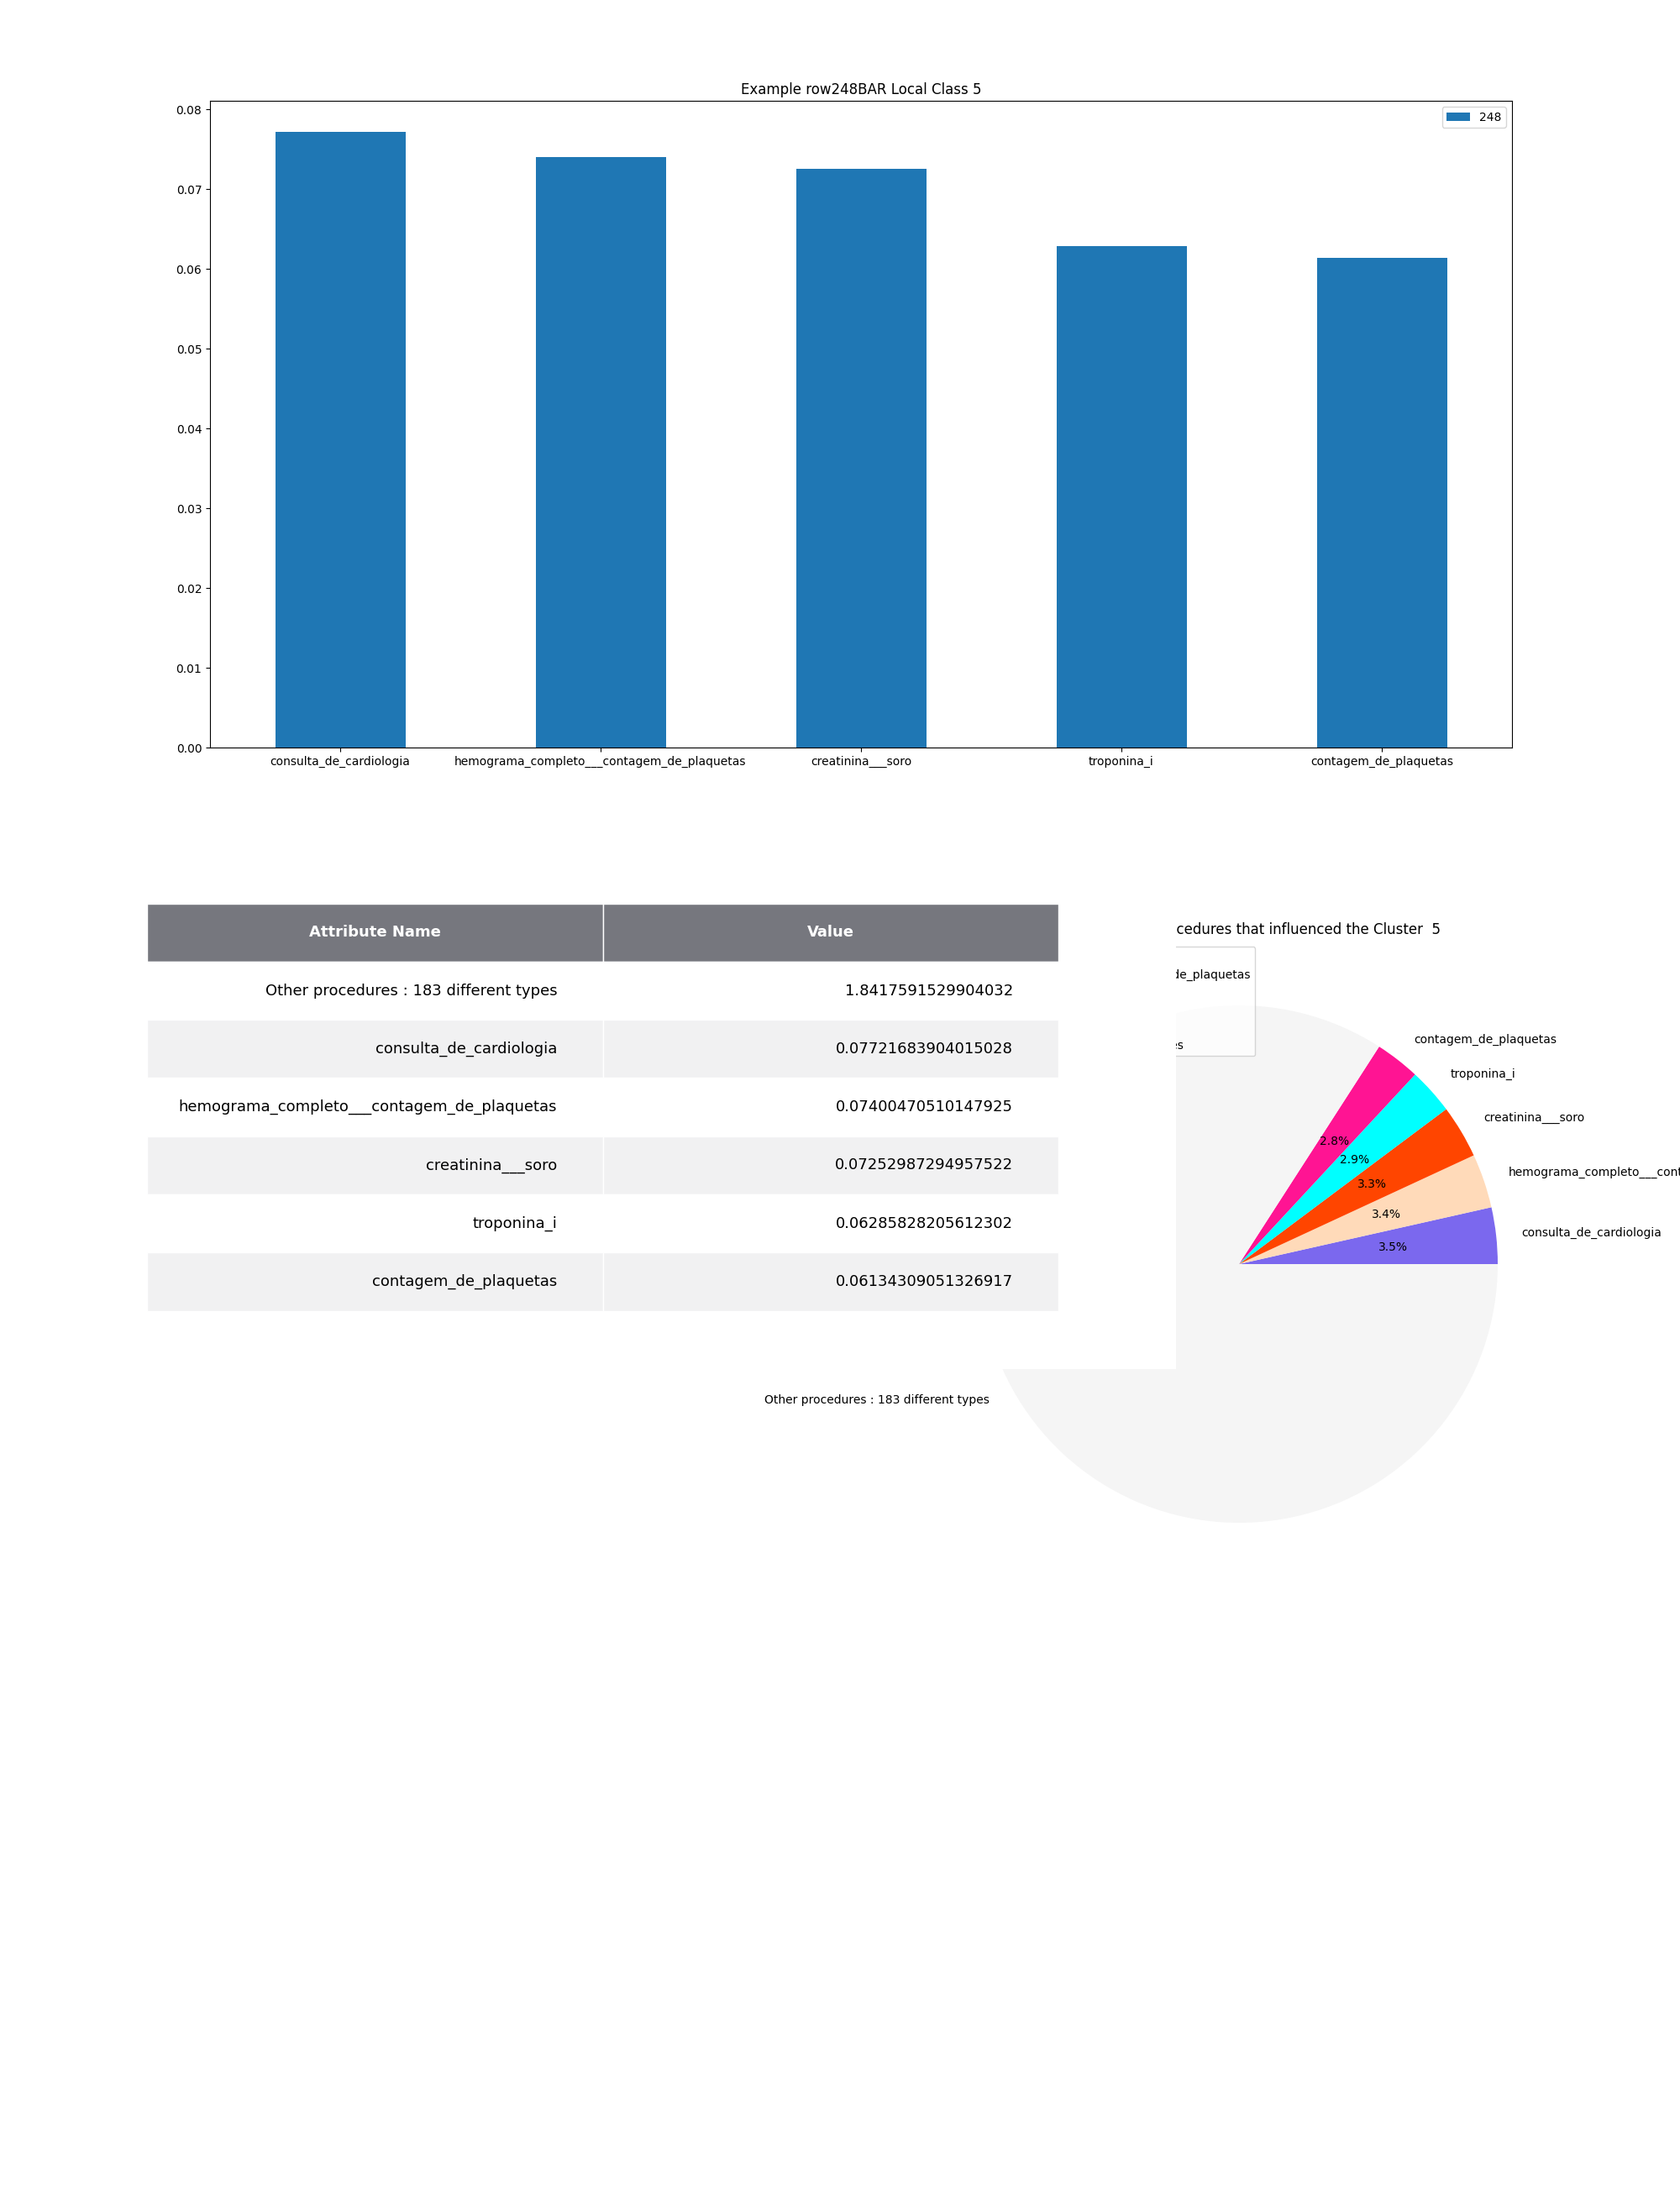 Example row248BAR Local Class 5
248
0.08
0.07
0.06
0.05
0.04
0.03
0.02
0.01
0.00
consulta_de_cardiologia
hemograma_completo___contagem_de_plaquetas
creatinina___soro
troponina_i
contagem_de_plaquetas
Attribute Name Value
Other procedures : 183 different types 1.8417591529904032
consulta_de_cardiologia 0.07721683904015028
hemograma_completo___contagem_de_plaquetas 0.07400470510147925
creatinina___soro 0.07252987294957522
troponina_i 0.06285828205612302
contagem_de_plaquetas 0.06134309051326917
cedures that influenced the Cluster 5
de_plaquetas
es
contagem_de_plaquetas
troponina_i
creatinina___soro
hemograma_completo___cont
consulta_de_cardiologia
2.8%
2.9%
3.3%
3.4%
3.5%
Other procedures : 183 different types